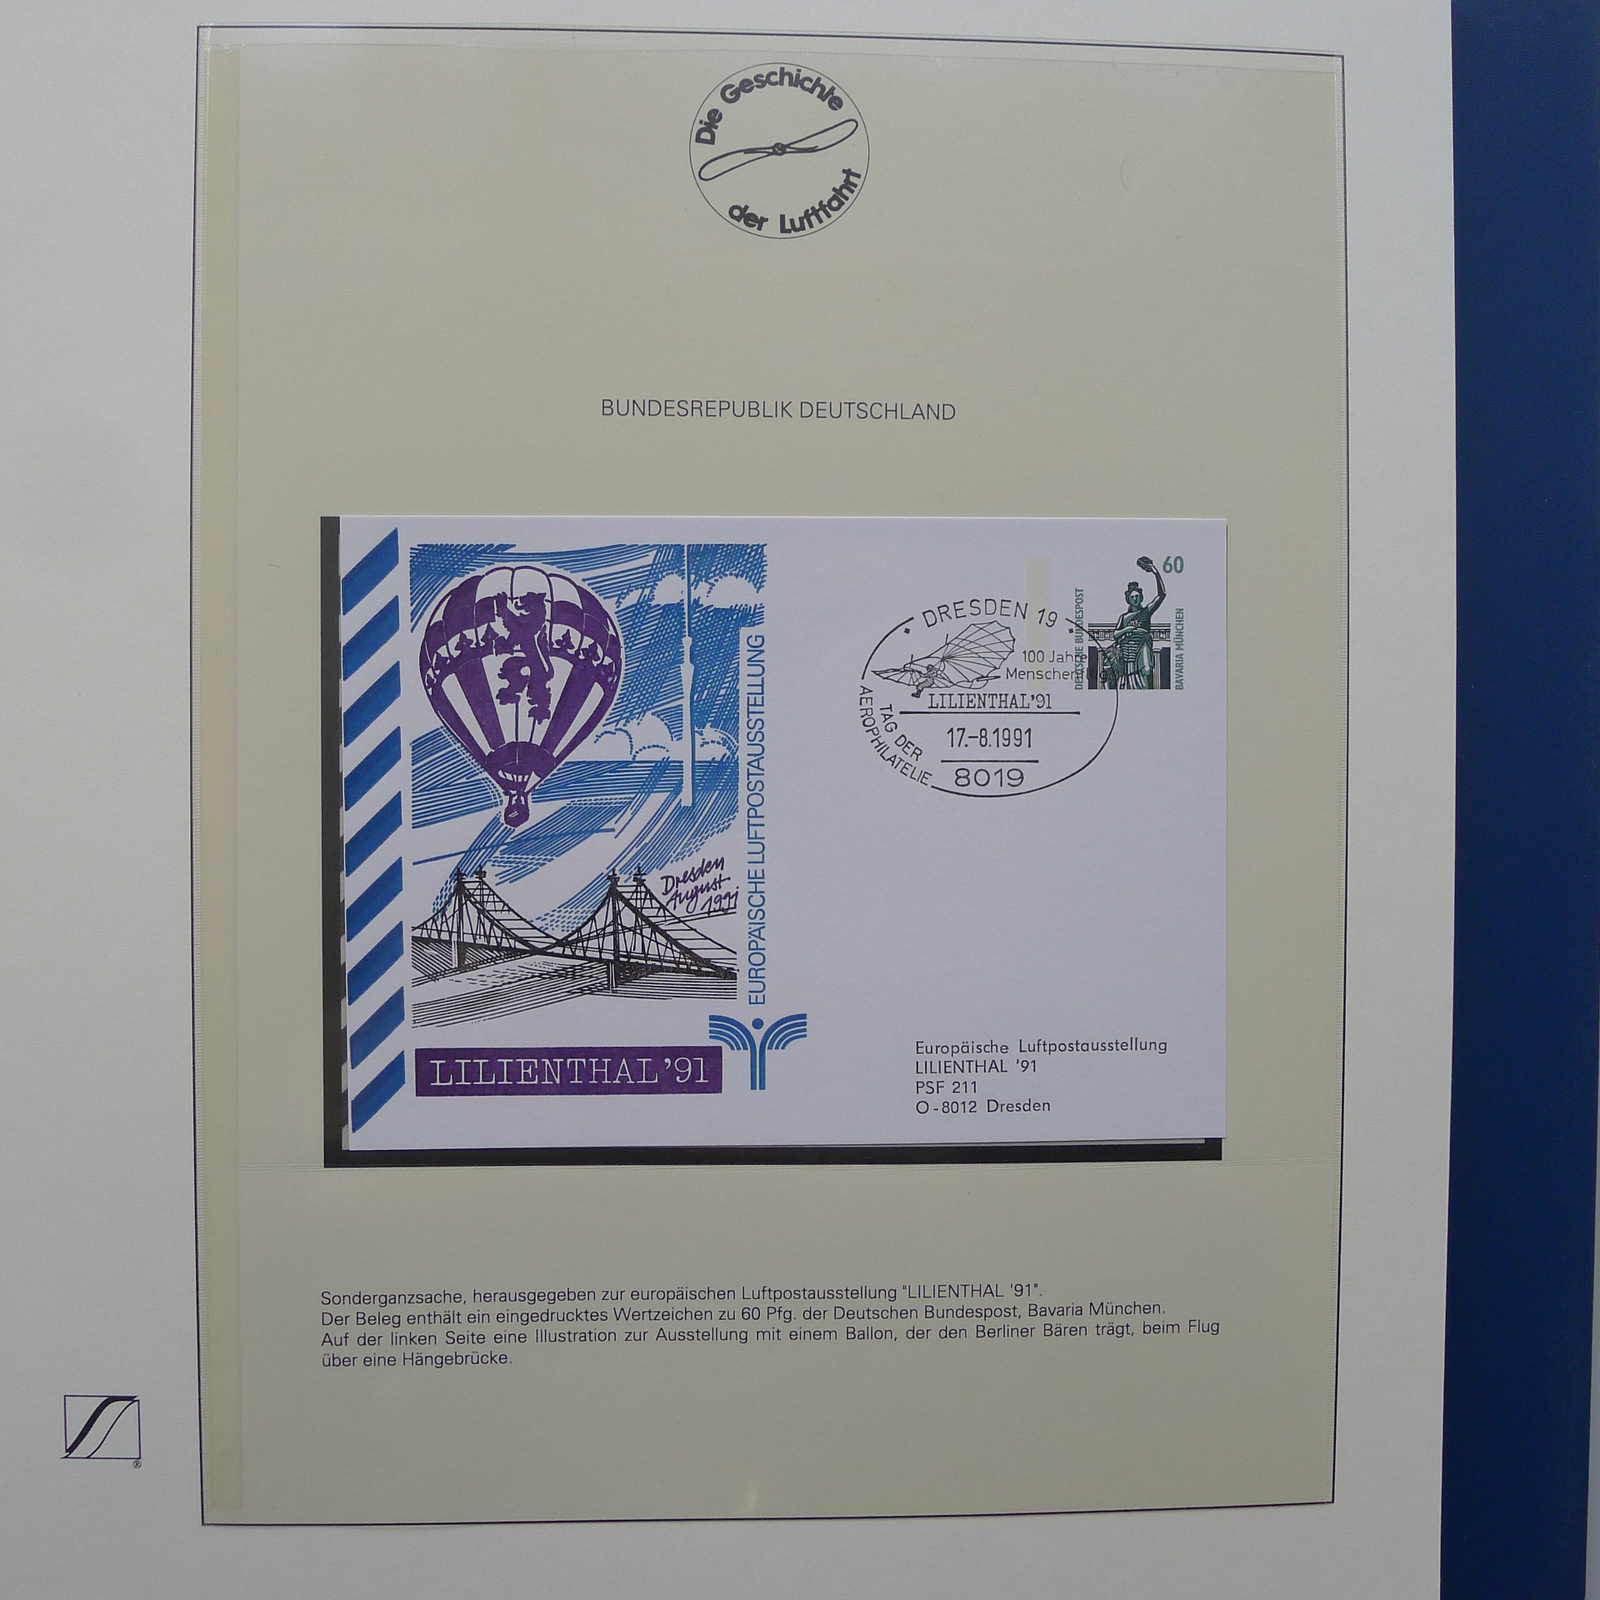 Die Geschichte
der Luftfahrt
BUNDESREPUBLIK DEUTSCHLAND
EUROPÄISCHE LUFTPOSTAUSSTELLUNG
Dresden
August
1991
LILIENTHAL '91
DRESDEN 19
100 Jahre
Menschenflug
LILIENTHAL '91
17.-8.1991
8019
TAG DER
AEROPHILATELIE
60
DEUTSCHE BUNDESPOST
BAVARIA MÜNCHEN
Europäische Luftpostausstellung
LILIENTHAL '91
PSF 211
O-8012 Dresden
Sonderganzsache, herausgegeben zur europäischen Luftpostausstellung "LILIENTHAL '91".
Der Beleg enthält ein eingedrucktes Wertzeichen zu 60 Pfg. der Deutschen Bundespost, Bavaria München.
Auf der linken Seite eine Illustration zur Ausstellung mit einem Ballon, der den Berliner Bären trägt, beim Flug
über eine Hängebrücke.
®